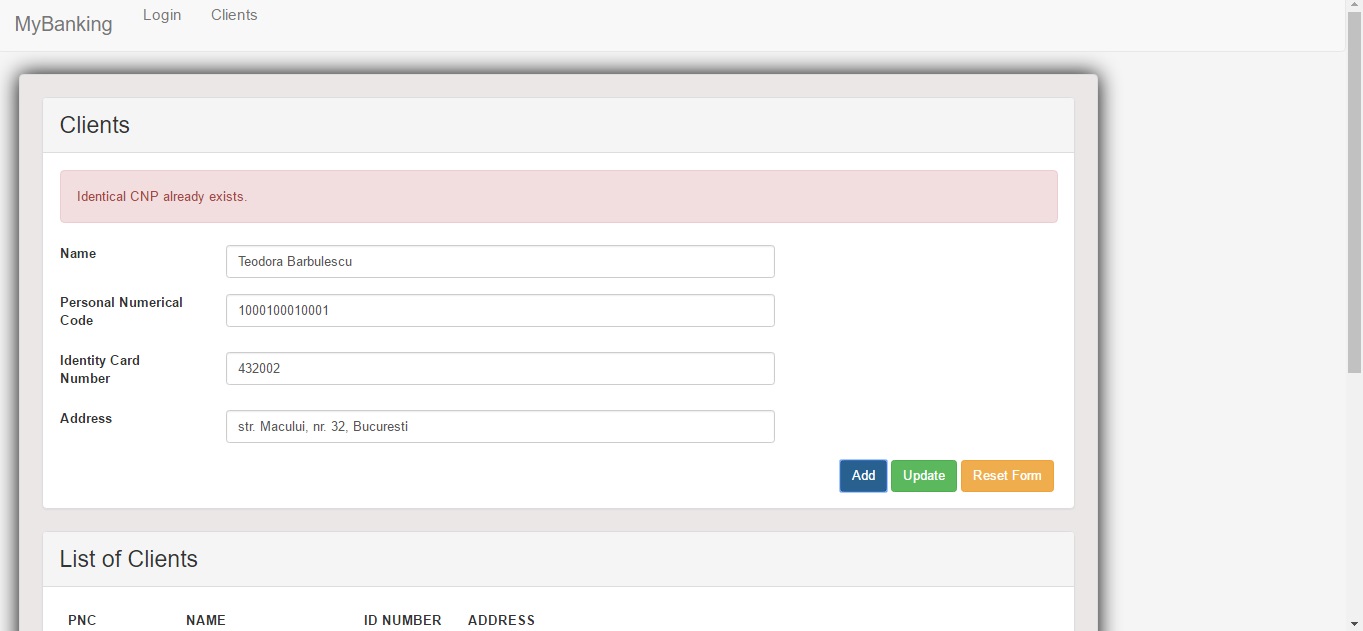 MyBanking Login Clients
Clients
Identical CNP already exists.
Name Teodora Barbulescu
Personal Numerical
Code
1000100010001
Identity Card
Number
432002
Address str. Macului, nr. 32, Bucuresti
Add Update Reset Form
List of Clients
PNC NAME ID NUMBER ADDRESS